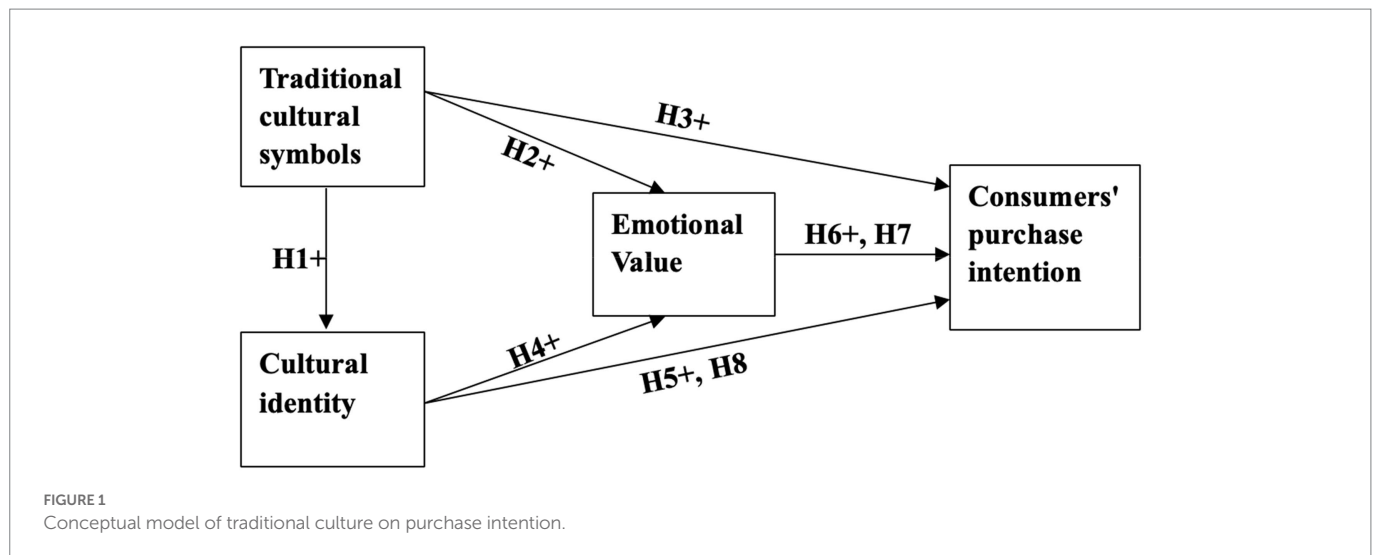 Traditional
cultural
symbols
H3+
H2+
Consumers'
purchase
intention
Emotional
Value
H6+, H7
H1+
H4+
H5+, H8
Cultural
identity
FIGURE 1
Conceptual model of traditional culture on purchase intention.